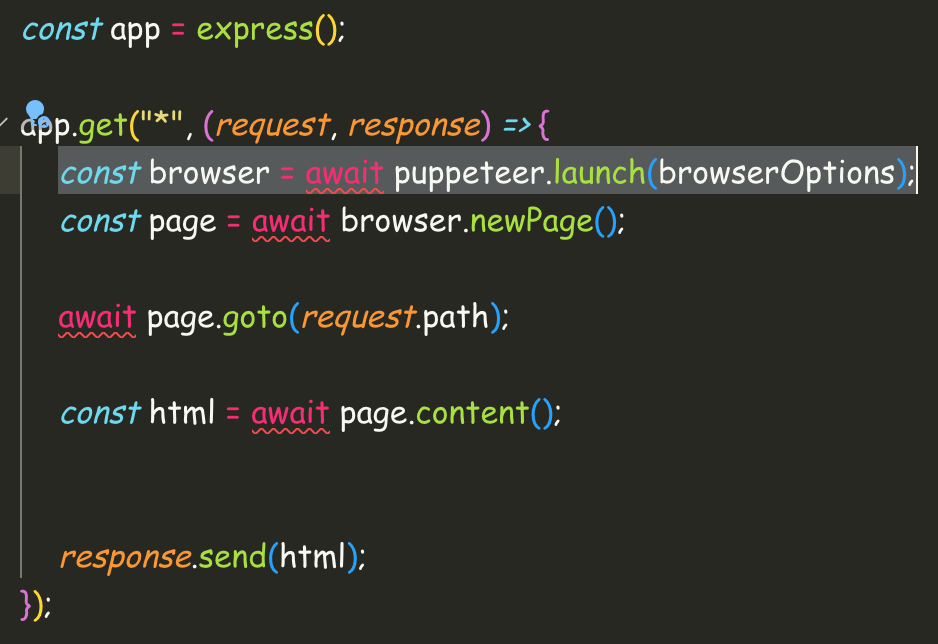 const app = express();
app.get("*", (request, response) => {
const browser = await puppeteer.launch(browserOptions);
const page = await browser.newPage();
await page.goto(request.path);
const html = await page.content();
response.send(html);
});